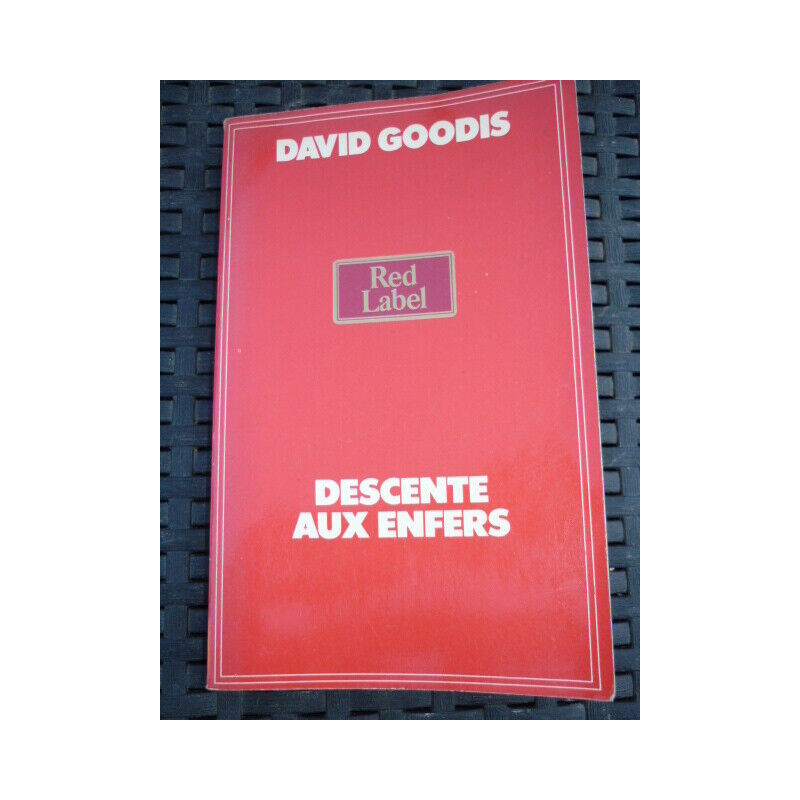 DAVID GOODIS
Red
Label
DESCENTE
AUX ENFERS